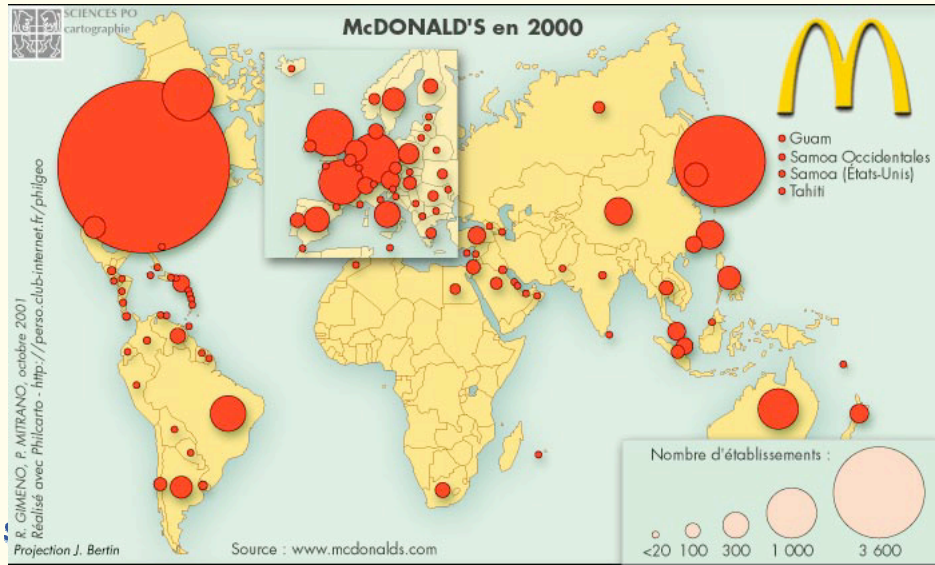 SCIENCES PO
cartographie
McDONALD'S en 2000
Guam
Samoa Occidentales
Samoa (États-Unis)
Tahiti
R. GIMENO, P. MITRANO, octobre 2001
Réalisé avec Philcarto - http://perso.club-internet.fr/philgeo
Projection J. Bertin
Source : www.mcdonalds.com
Nombre d'établissements :
<20 100 300 1 000 3 600